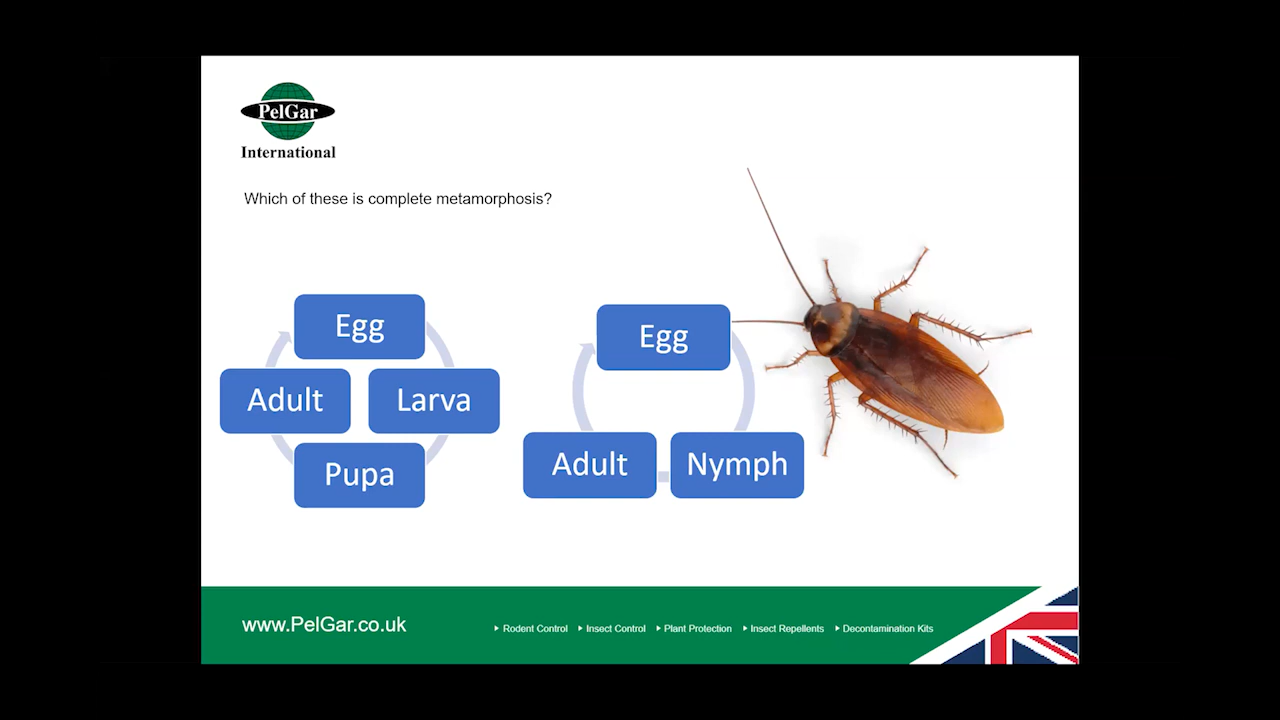 PelGar
International
Which of these is complete metamorphosis?
Egg
Adult
Larva
Pupa
Egg
Adult
Nymph
www.PelGar.co.uk
Rodent Control
Insect Control
Plant Protection
Insect Repellents
Decontamination Kits